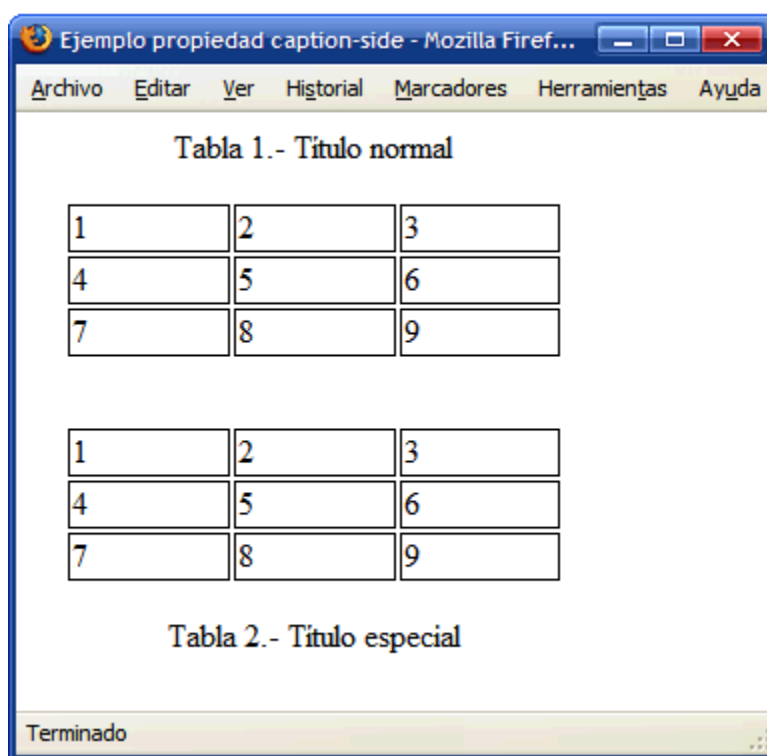 Ejemplo propiedad caption-side - Mozilla Firef...
Archivo Editar Ver Historial Marcadores Herramientas Ayuda
Tabla 1.- Título normal
1 2 3
4 5 6
7 8 9
1 2 3
4 5 6
7 8 9
Tabla 2.- Título especial
Terminado